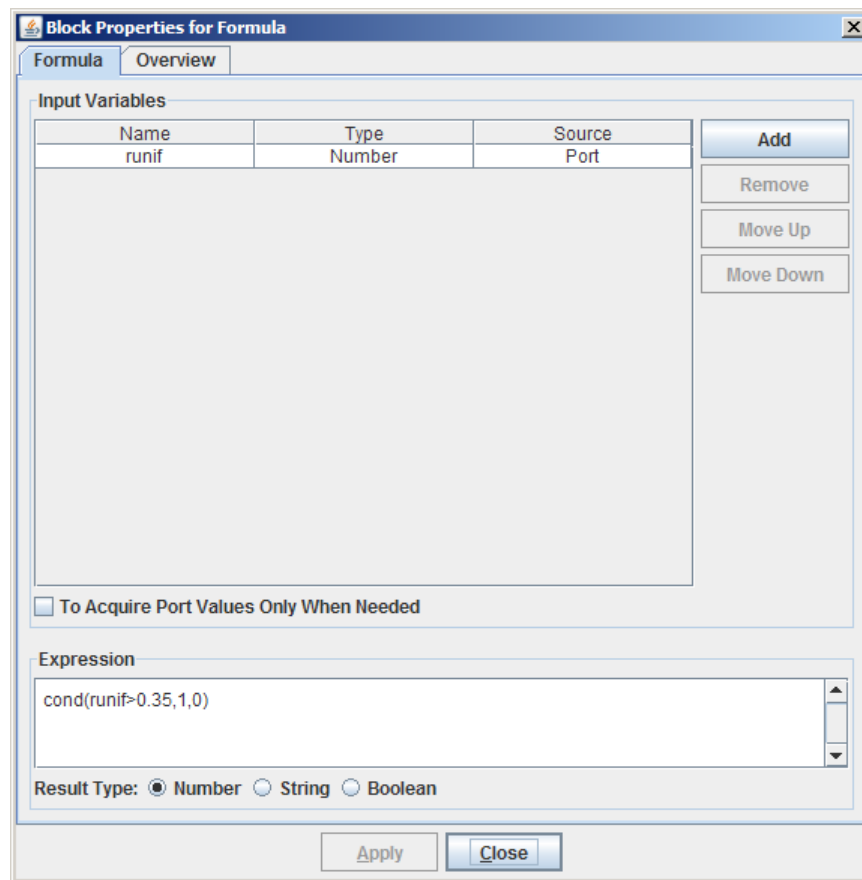 Block Properties for Formula
Formula Overview
Input Variables
Name Type Source
runif Number Port
Add
Remove
Move Up
Move Down
To Acquire Port Values Only When Needed
Expression
cond(runif>0.35,1,0)
Result Type: Number String Boolean
Apply Close